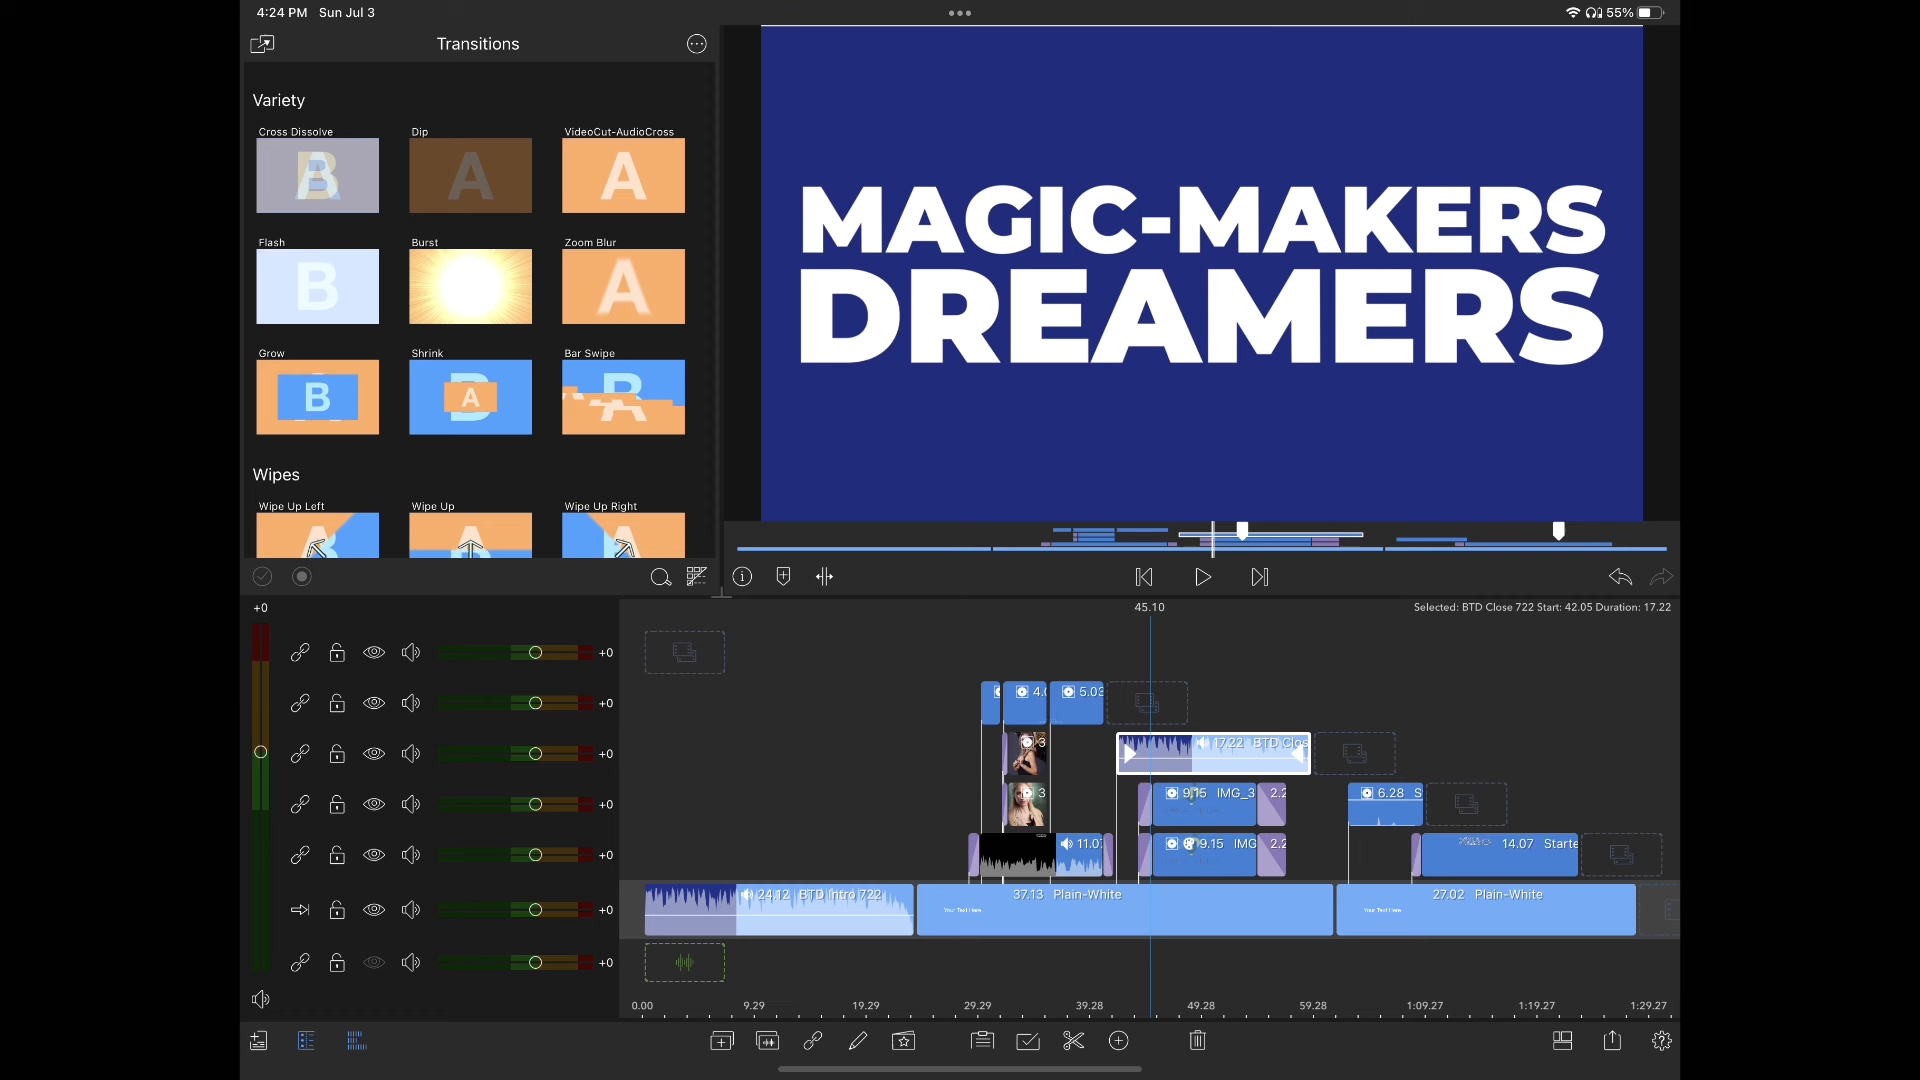 4:24 PM Sun Jul 3
55%
Transitions
Variety
Cross Dissolve
Dip
VideoCut-AudioCross
B
A
A
Flash
Burst
Zoom Blur
B
A
Grow
Shrink
Bar Swipe
B
A
Wipes
Wipe Up Left
Wipe Up
Wipe Up Right
MAGIC-MAKERS
DREAMERS
+0
45.10
Selected: BTD Close 722 Start: 42.05 Duration: 17.22
+0
+0
5.03
+0
3
17.22 BTD Clos
+0
3
9.15 IMG_3
2.2
6.28 S
+0
11.07
9.15 IMG
2.2
14.07 Starte
+0
24.12 BTD Intro 722
37.13 Plain-White
27.02 Plain-White
Your Text Here
Your Text Here
+0
0.00 9.29 19.29 29.29 39.28 49.28 59.28 1:09.27 1:19.27 1:29.27